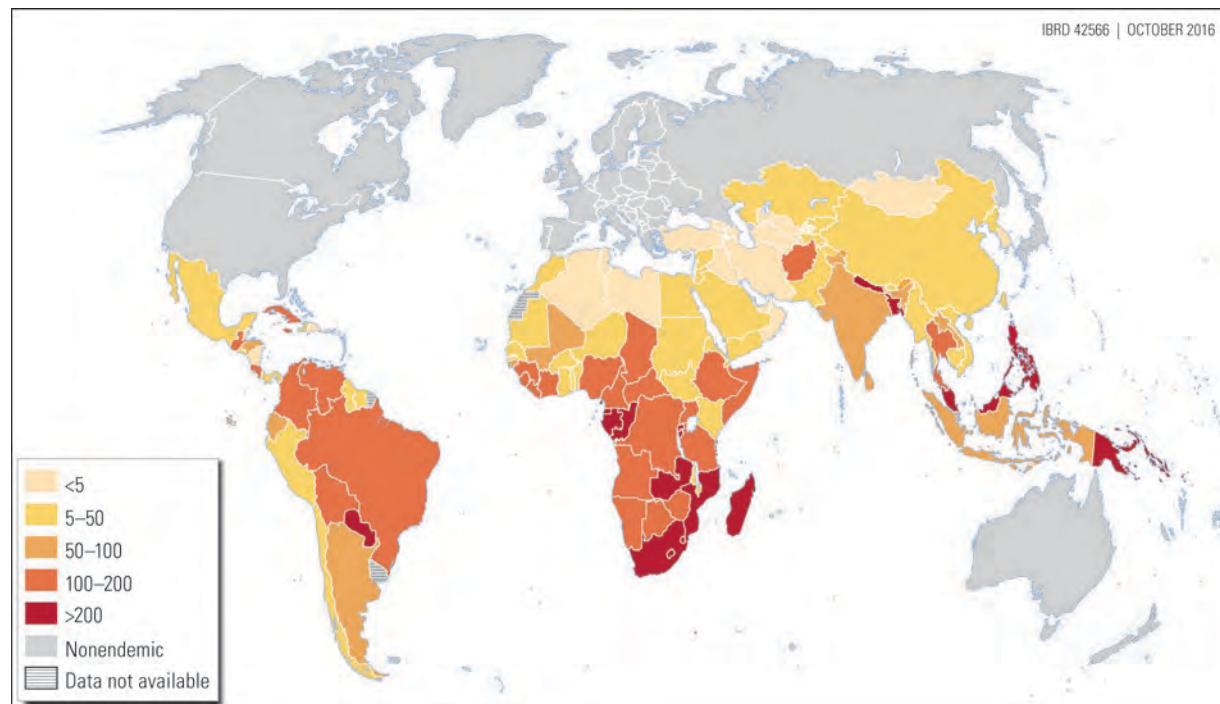 IBRD 42566 | OCTOBER 2016
<5
5–50
50–100
100–200
>200
Nonendemic
Data not available